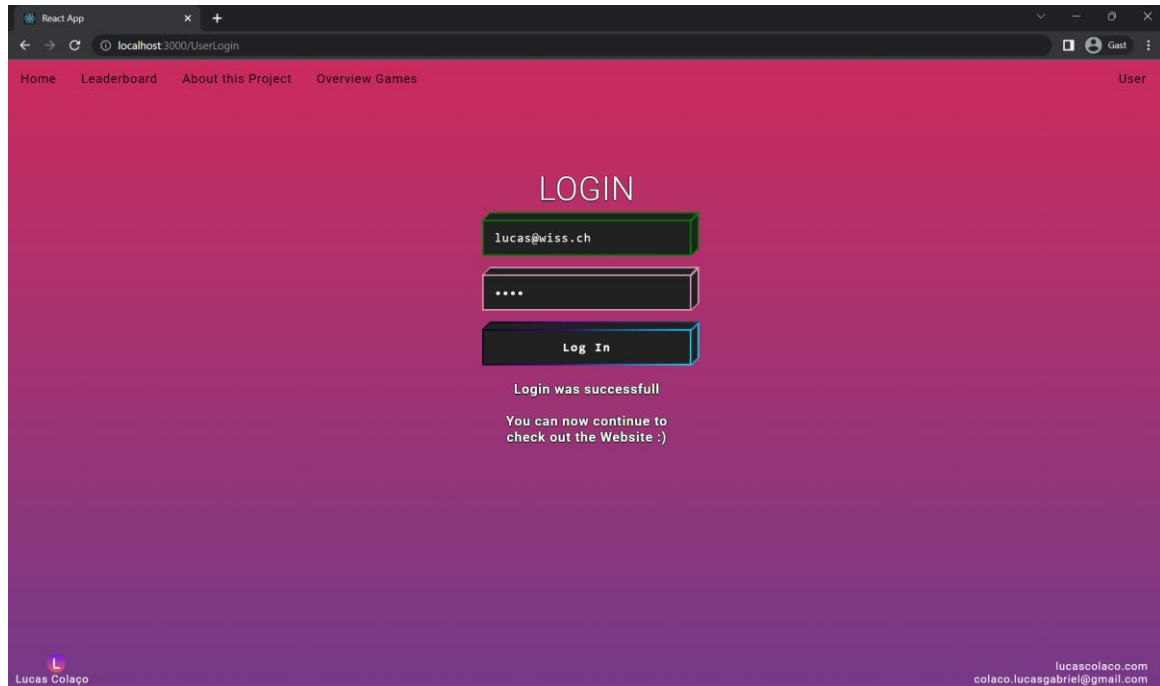 React App
localhost:3000/UserLogin
Gast
Home Leaderboard About this Project Overview Games User
LOGIN
lucas@wiss.ch
••••
Log In
Login was successfull
You can now continue to
check out the Website :)
L
Lucas Colaço
lucascolaco.com
colaco.lucasgabriel@gmail.com